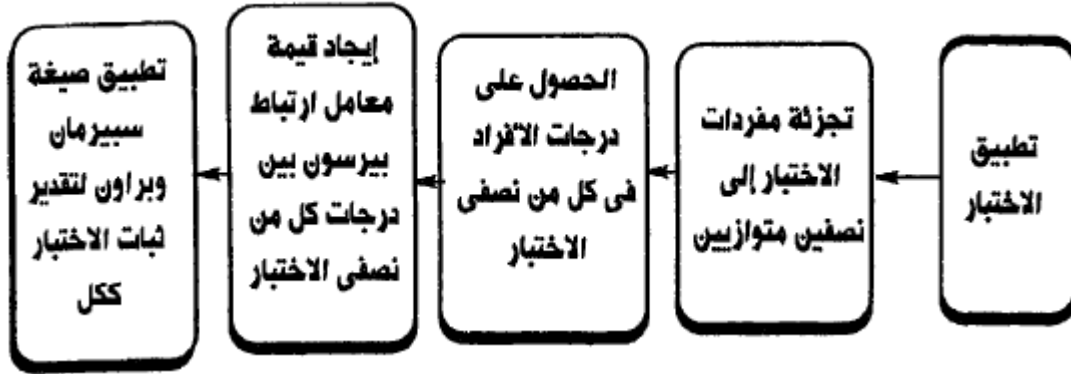 تطبيق
الاختبار
تجزئة مفردات
الاختبار إلى
نصفين متوازيين
الحصول على
درجات الأفراد
فى كل من نصفى
الاختبار
إيجاد قيمة
معامل ارتباط
بيرسون بين
درجات كل من
نصفى الاختبار
تطبيق صيغة
سبيرمان
وبراون لتقدير
ثبات الاختبار
ككل